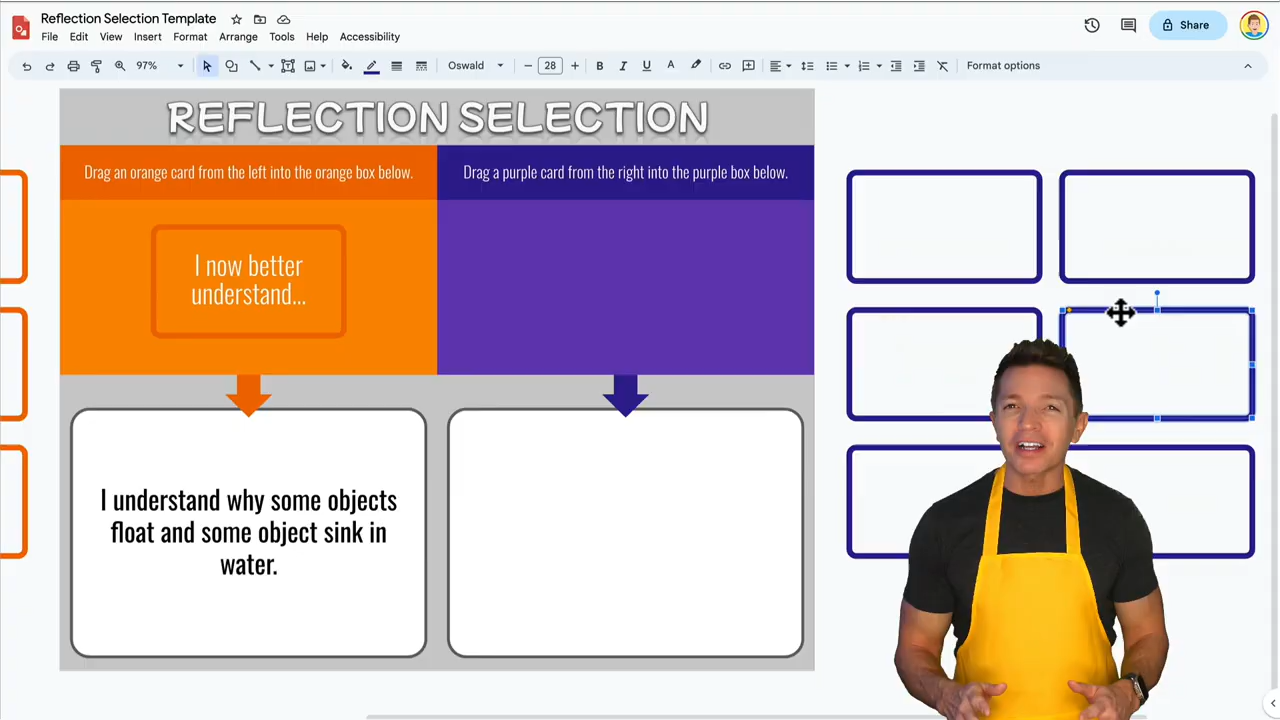 Reflection Selection Template
File Edit View Insert Format Arrange Tools Help Accessibility
Share
97%
Oswald
28
B I U A
Format options
REFLECTION SELECTION
Drag an orange card from the left into the orange box below.
Drag a purple card from the right into the purple box below.
I now better
understand...
I understand why some objects
float and some object sink in
water.